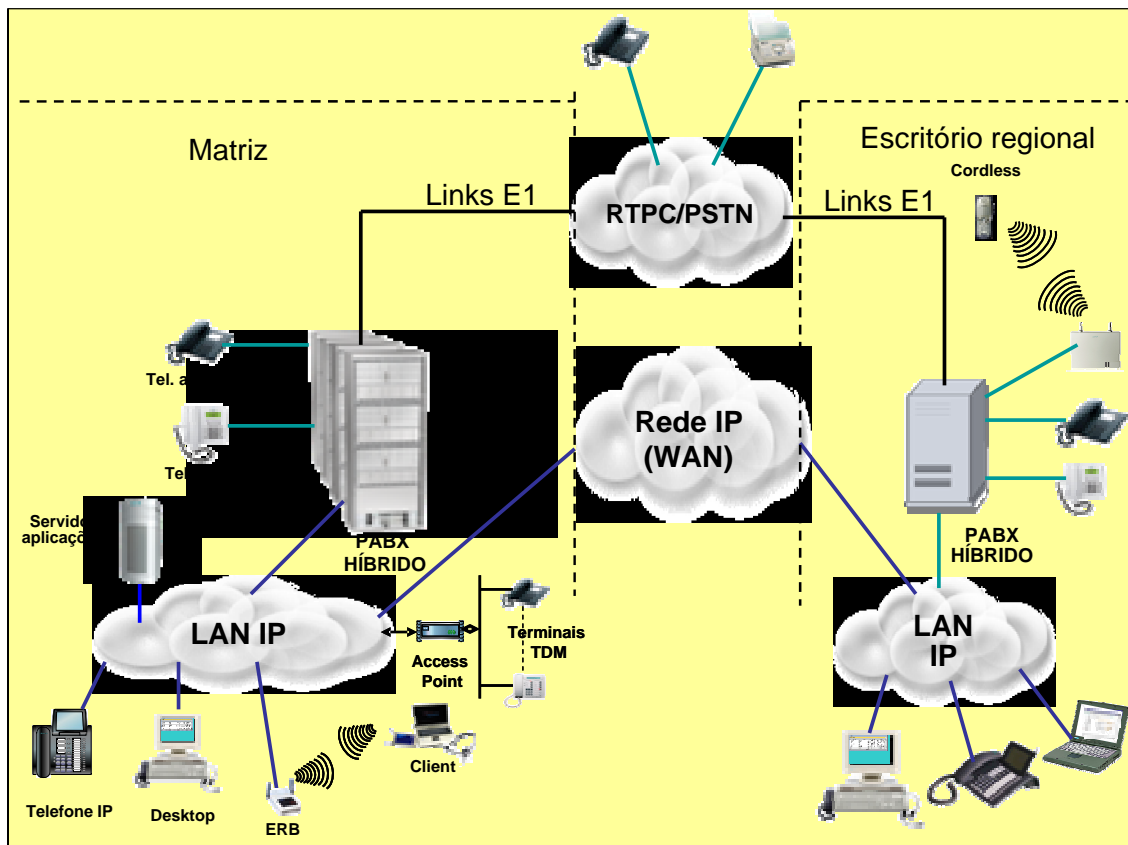 Matriz
Escritório regional
Cordless
Links E1
RTPC/PSTN
Links E1
Tel.
Rede IP
(WAN)
PABX
HÍBRIDO
PABX
HÍBRIDO
LAN IP
Access
Point
Terminais
TDM
LAN
IP
Telefone IP
Desktop
ERB
Client